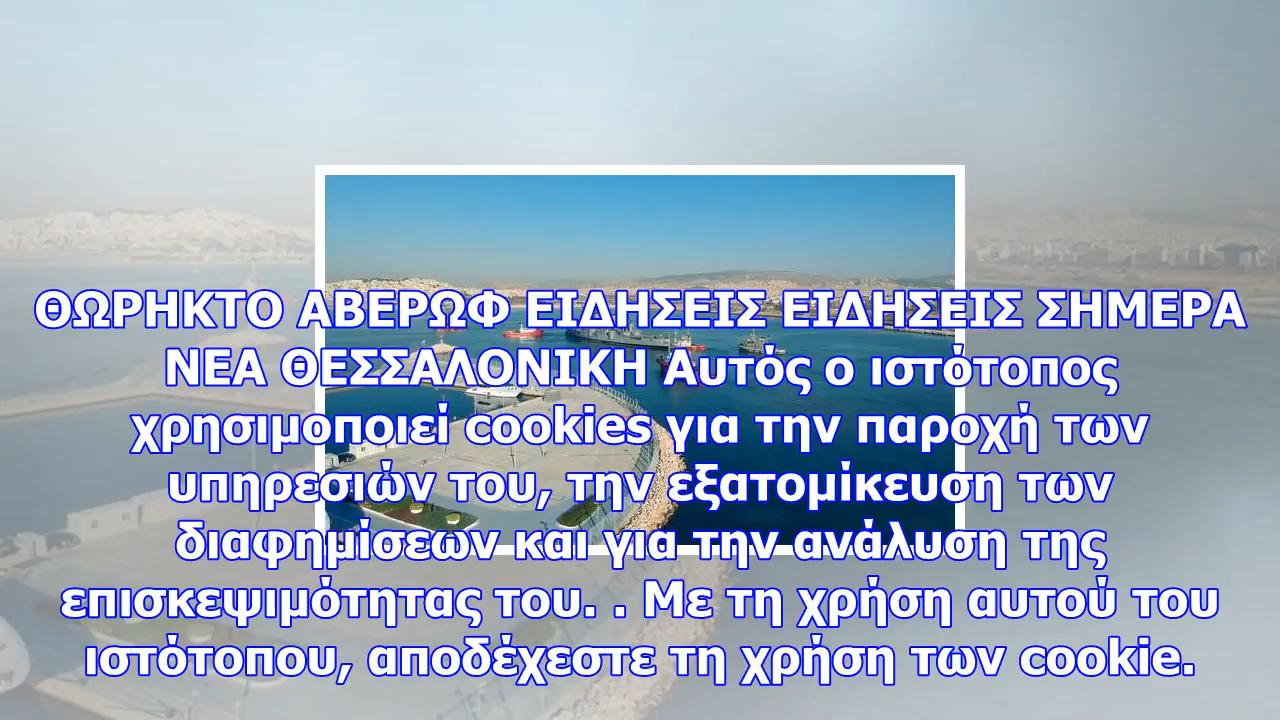 ΘΩΡΗΚΤΟ ΑΒΕΡΩΦ ΕΙΔΗΣΕΙΣ ΕΙΔΗΣΕΙΣ ΣΗΜΕΡΑ
ΝΕΑ ΘΕΣΣΑΛΟΝΙΚΗ Αυτός ο ιστότοπος
χρησιμοποιεί cookies για την παροχή των
υπηρεσιών του, την εξατομίκευση των
διαφημίσεων και για την ανάλυση της
επισκεψιμότητας του. . Με τη χρήση αυτού του
ιστότοπου, αποδέχεστε τη χρήση των cookie.